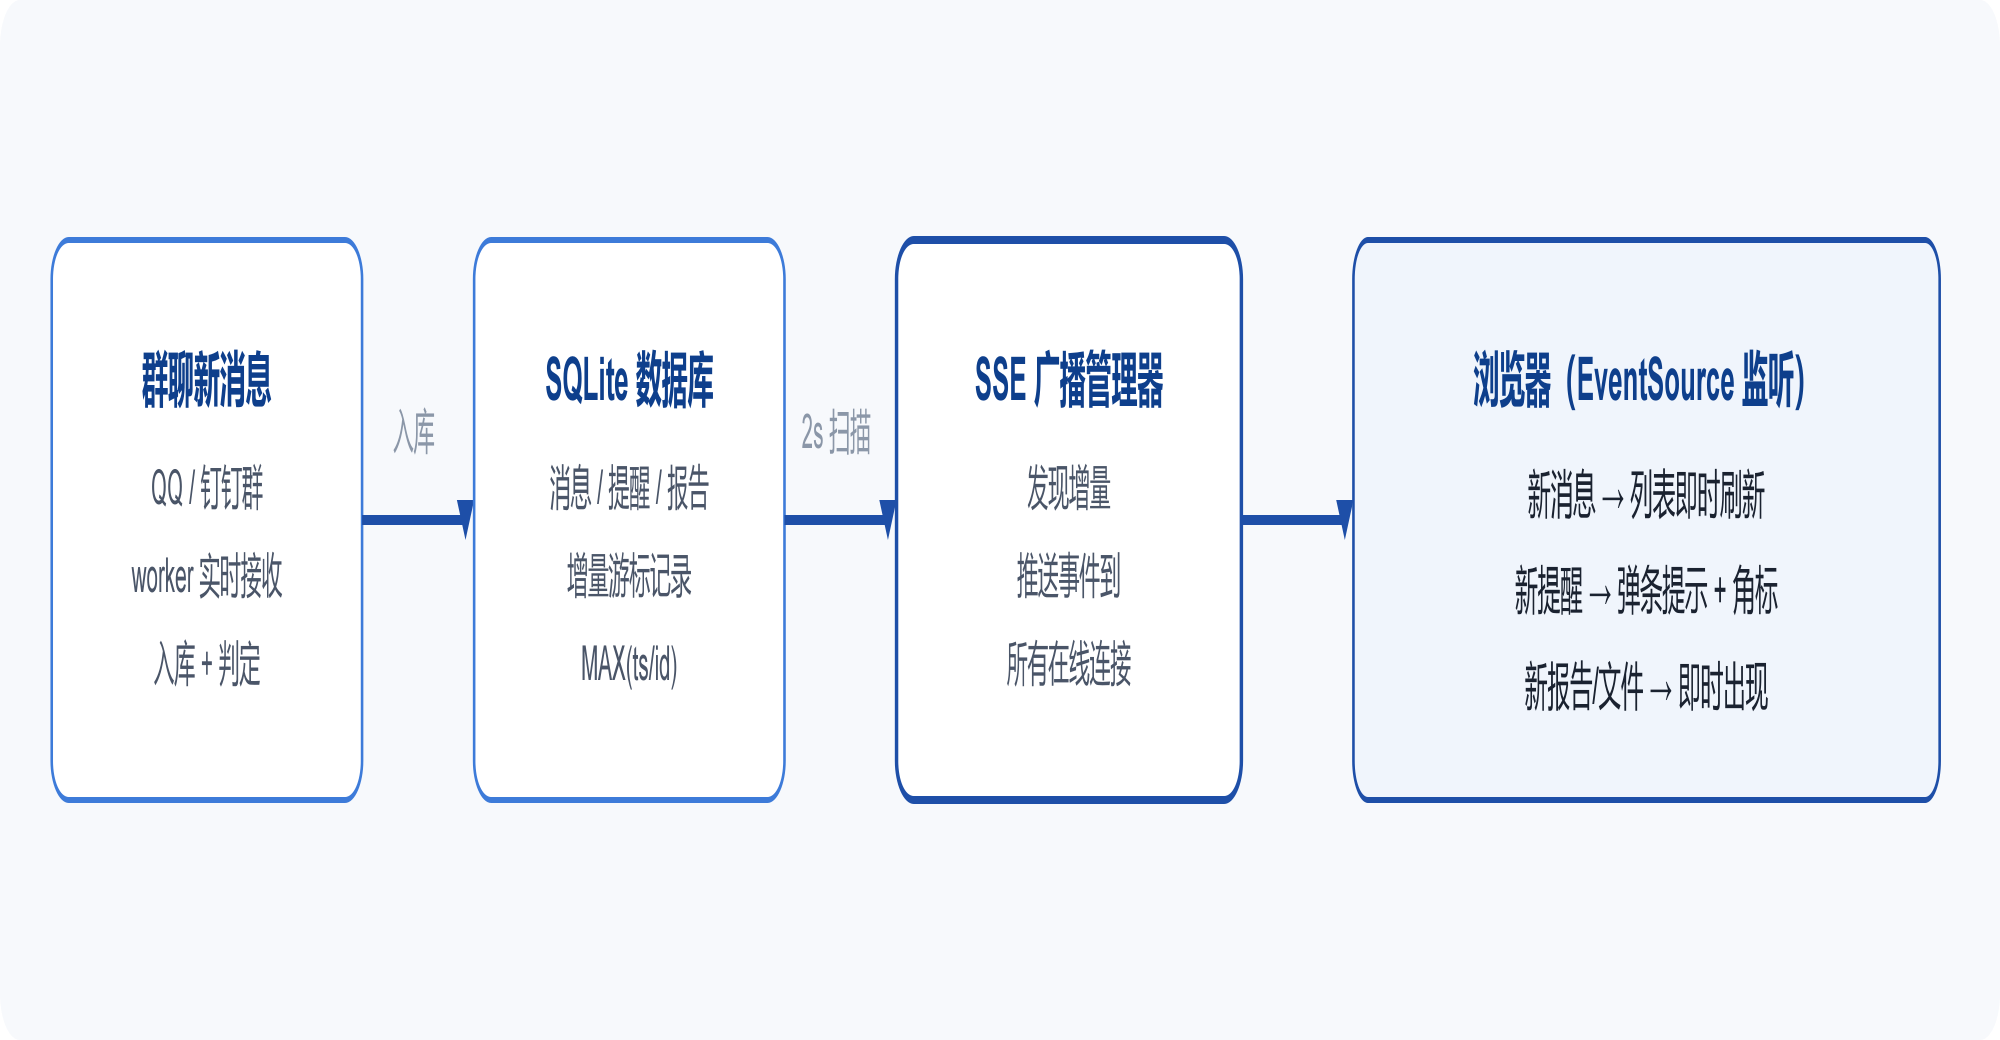 群聊新消息
QQ / 钉钉群
worker 实时接收
入库 + 判定
入库
SQLite 数据库
消息 / 提醒 / 报告
增量游标记录
MAX(ts/id)
2s 扫描
SSE 广播管理器
发现增量
推送事件到
所有在线连接
浏览器（EventSource 监听）
新消息 → 列表即时刷新
新提醒 → 弹条提示 + 角标
新报告/文件 → 即时出现